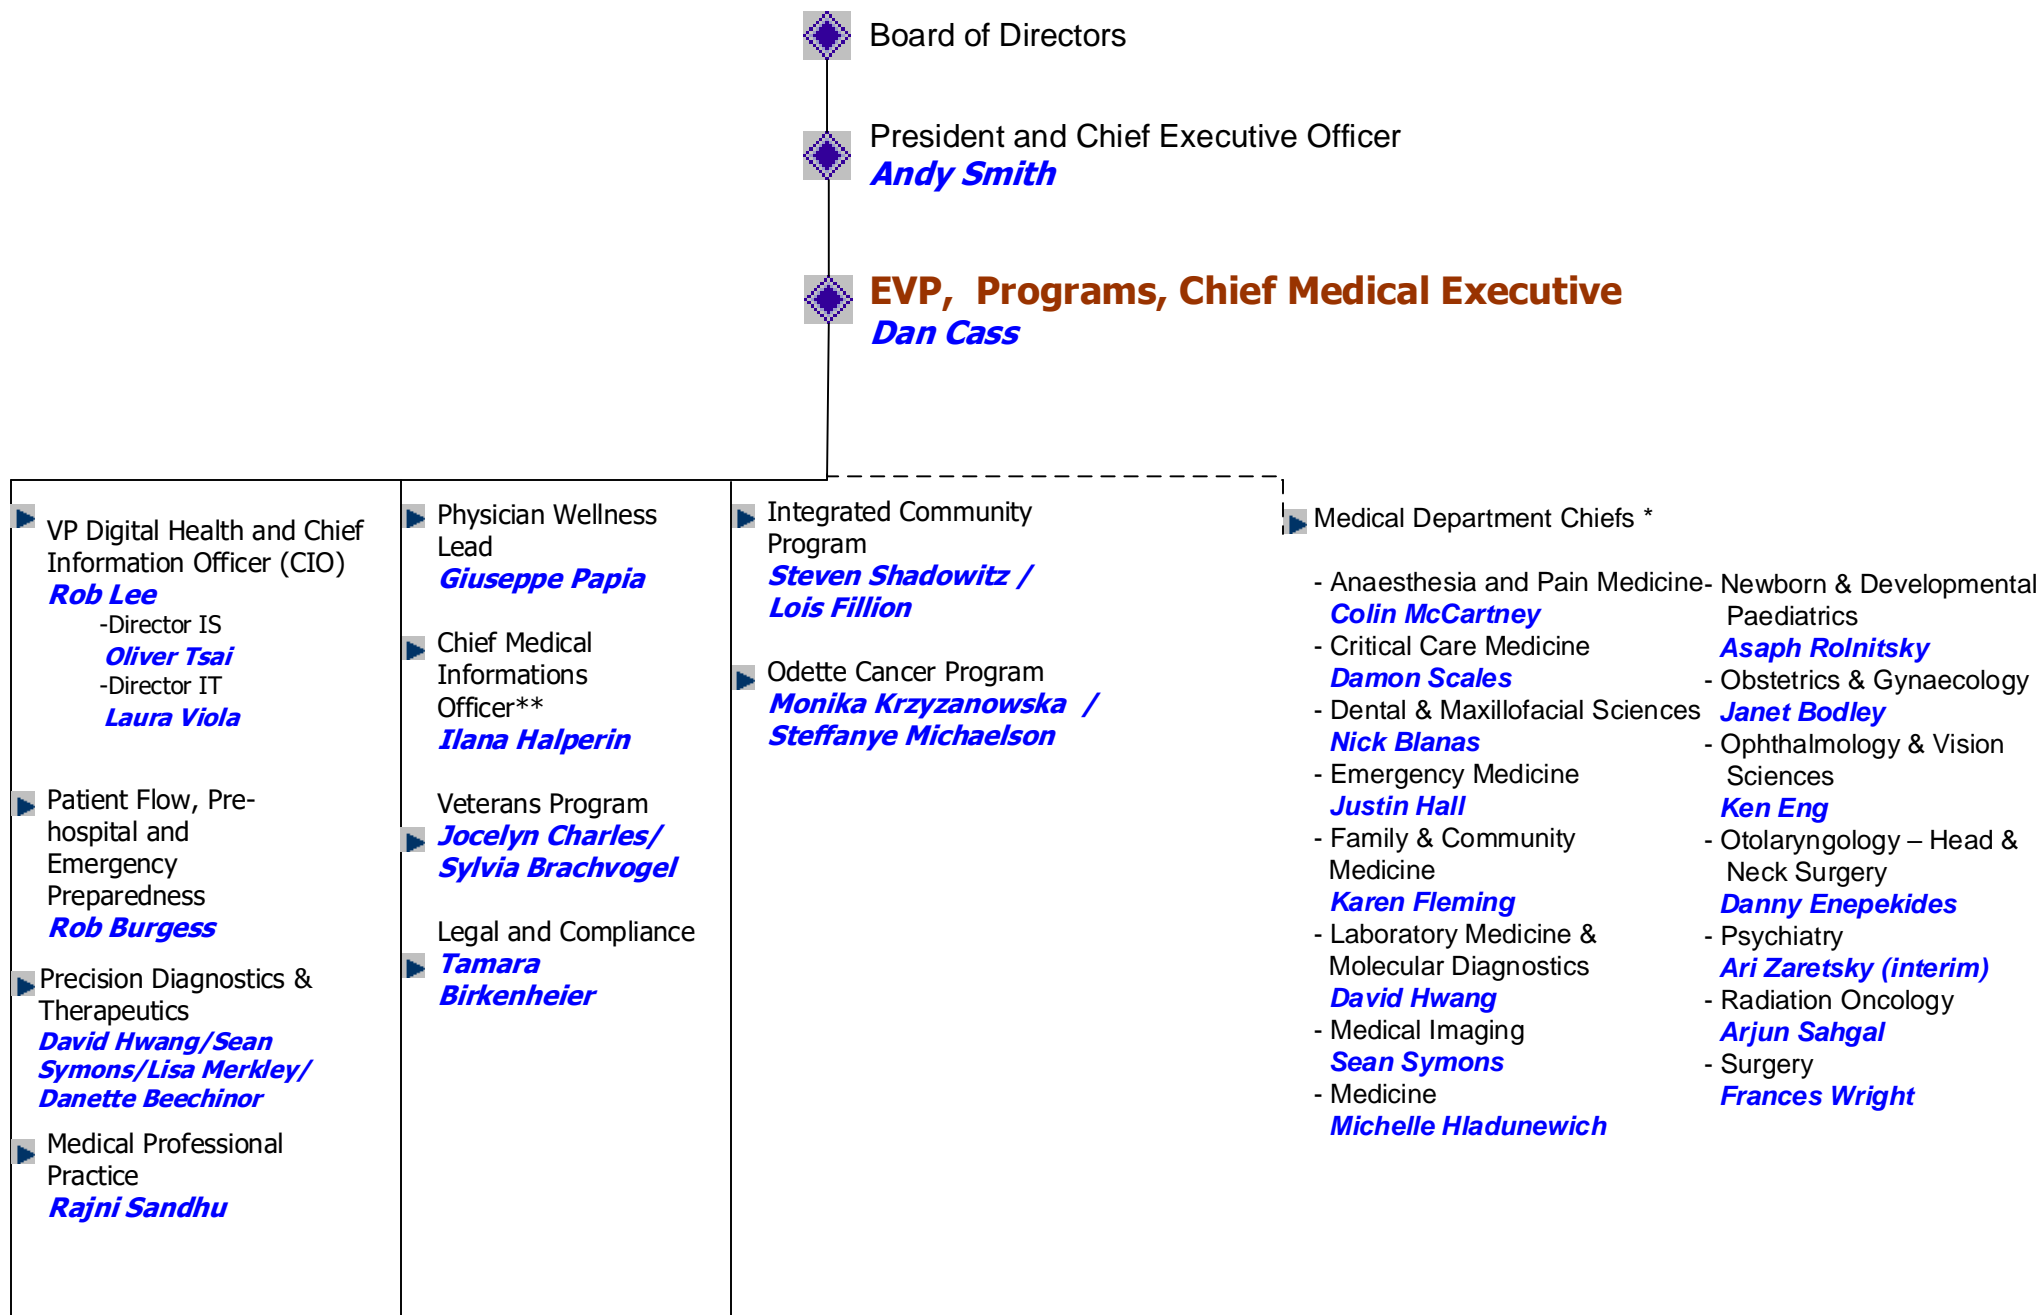 Board of Directors
President and Chief Executive Officer
Andy Smith
EVP,  Programs, Chief Medical Executive
Dan Cass
VP Digital Health and Chief
Information Officer (CIO)
Rob Lee
-Director IS
Oliver Tsai
-Director IT
Laura Viola
Patient Flow, Pre-
hospital and
Emergency
Preparedness
Rob Burgess
Precision Diagnostics &
Therapeutics
David Hwang/Sean
Symons/Lisa Merkley/
Danette Beechinor
Medical Professional
Practice
Rajni Sandhu
Physician Wellness
Lead
Giuseppe Papia
Chief Medical
Informations
Officer**
Ilana Halperin
Veterans Program
Jocelyn Charles/
Sylvia Brachvogel
Legal and Compliance
Tamara
Birkenheier
Integrated Community
Program
Steven Shadowitz /
Lois Fillion
Odette Cancer Program
Monika Krzyzanowska  /
Steffanye Michaelson
Medical Department Chiefs *
- Anaesthesia and Pain Medicine
Colin McCartney
- Critical Care Medicine
Damon Scales
- Dental & Maxillofacial Sciences
Nick Blanas
- Emergency Medicine
Justin Hall
- Family & Community
Medicine
Karen Fleming
- Laboratory Medicine &
Molecular Diagnostics
David Hwang
- Medical Imaging
Sean Symons
- Medicine
Michelle Hladunewich
- Newborn & Developmental
Paediatrics
Asaph Rolnitsky
- Obstetrics & Gynaecology
Janet Bodley
- Ophthalmology & Vision
Sciences
Ken Eng
- Otolaryngology – Head &
Neck Surgery
Danny Enepekides
- Psychiatry
Ari Zaretsky (interim)
- Radiation Oncology
Arjun Sahgal
- Surgery
Frances Wright